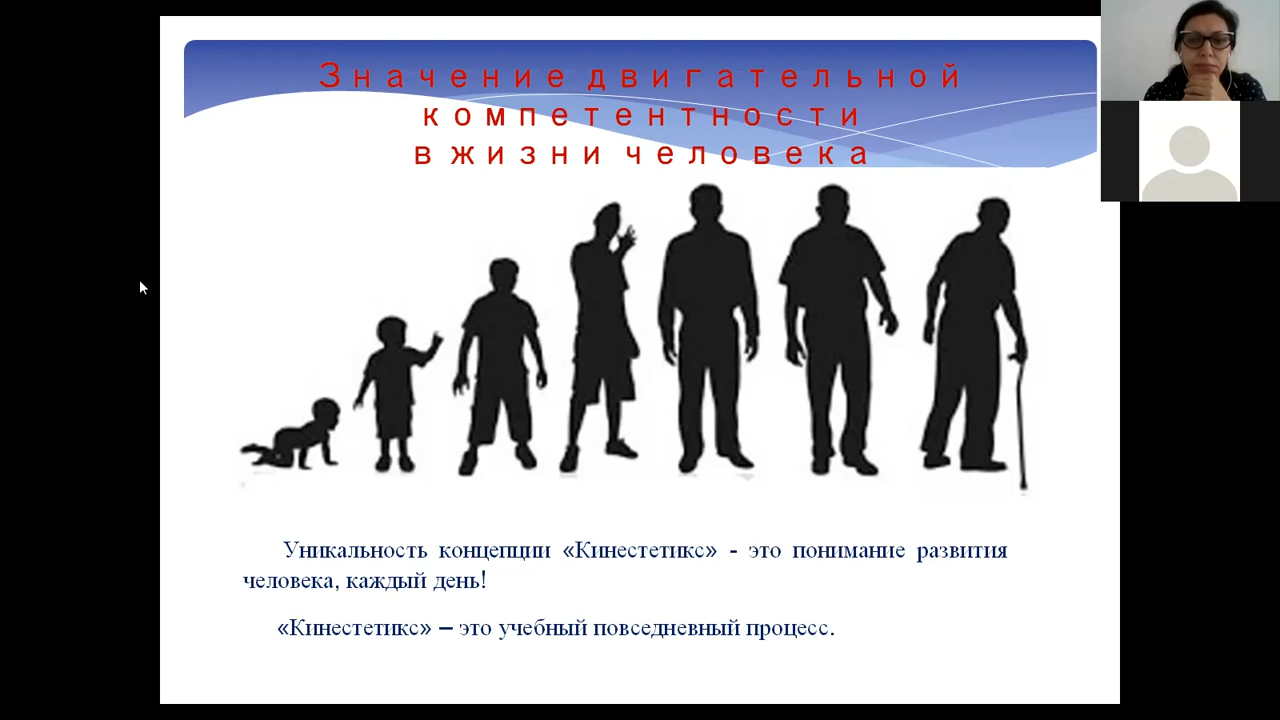 Значение двигательной
компетентности
в жизни человека
Уникальность концепции «Кинестетикс» - это понимание развития
человека, каждый день!
«Кинестетикс» – это учебный повседневный процесс.